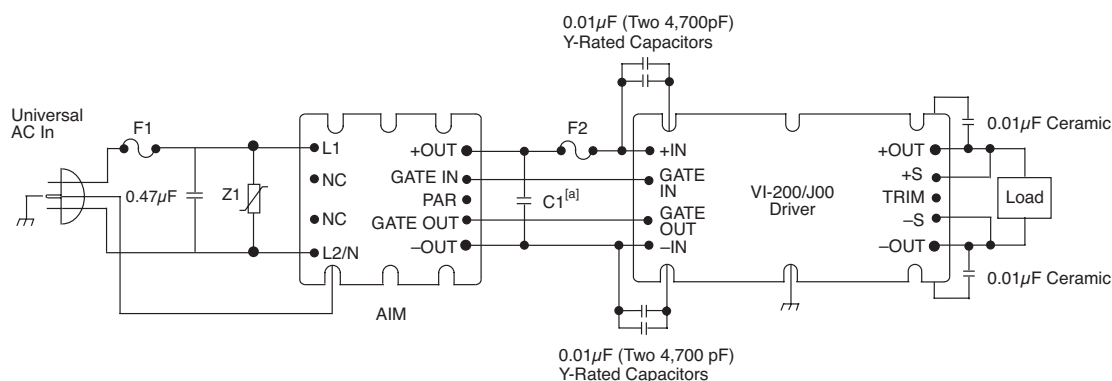 0.01µF (Two 4,700pF)
Y-Rated Capacitors
Universal
AC In
F1
0.47µF
Z1
L1
NC
NC
L2/N
+OUT
GATE IN
PAR
GATE OUT
–OUT
AIM
F2
C1[a]
+IN
GATE
IN
GATE
OUT
–IN
VI-200/J00
Driver
+OUT
+S
TRIM
–S
–OUT
0.01µF Ceramic
Load
0.01µF Ceramic
0.01µF (Two 4,700 pF)
Y-Rated Capacitors